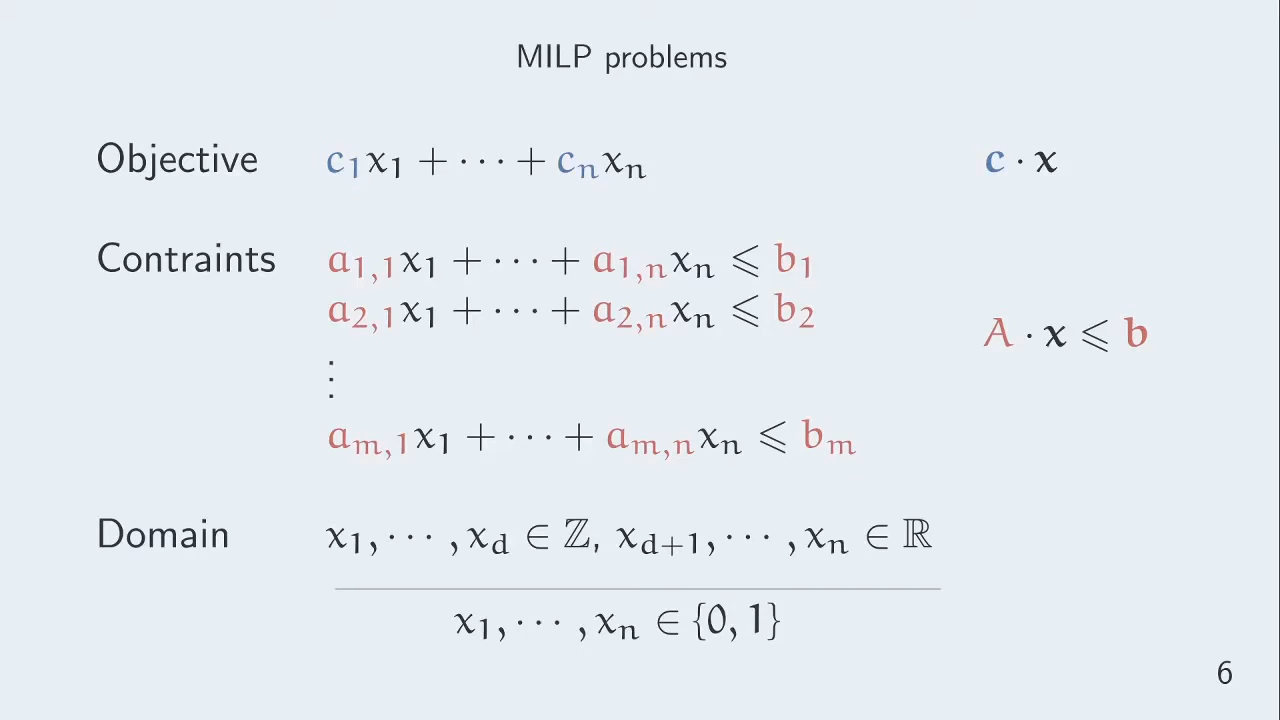 MILP problems
Objective c₁x₁ + ··· + cₙxₙ c · x
Contraints a₁,₁x₁ + ··· + a₁,ₙxₙ ⩽ b₁
a₂,₁x₁ + ··· + a₂,ₙxₙ ⩽ b₂
A · x ⩽ b
⋮
aₘ,₁x₁ + ··· + aₘ,ₙxₙ ⩽ bₘ
Domain x₁, ··· , x_d ∈ ℤ, x_{d+1}, ··· , xₙ ∈ ℝ
x₁, ··· , xₙ ∈ {0, 1}
6